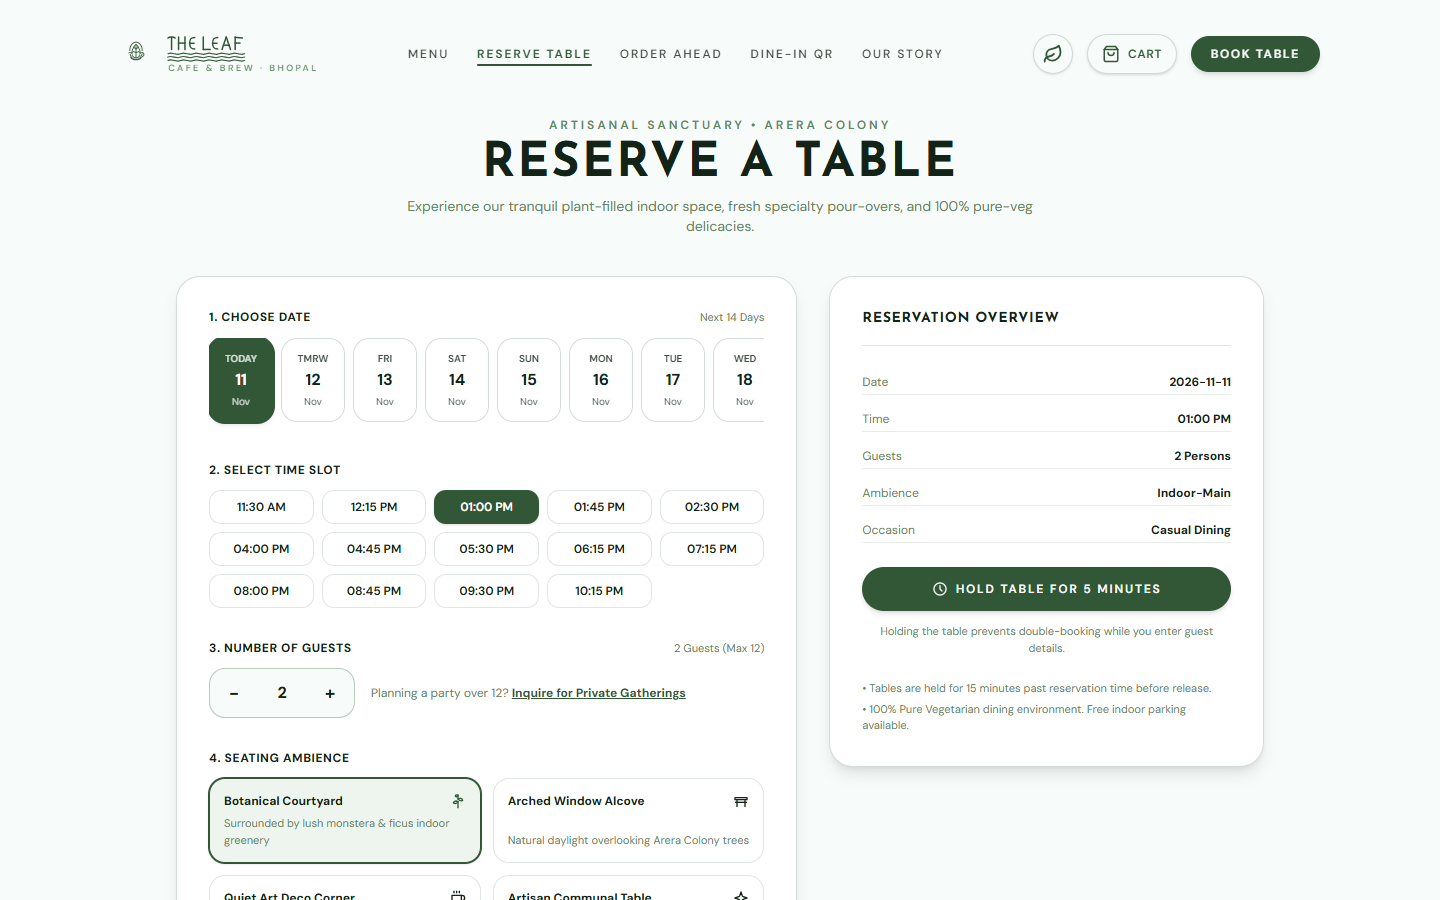 THE LEAF
CAFE & BREW · BHOPAL
MENU
RESERVE TABLE
ORDER AHEAD
DINE-IN QR
OUR STORY
CART
BOOK TABLE
ARTISANAL SANCTUARY • ARERA COLONY
RESERVE A TABLE
Experience our tranquil plant-filled indoor space, fresh specialty pour-overs, and 100% pure-veg
delicacies.
1. CHOOSE DATE
Next 14 Days
TODAY
11
Nov
TMRW
12
Nov
FRI
13
Nov
SAT
14
Nov
SUN
15
Nov
MON
16
Nov
TUE
17
Nov
WED
18
Nov
2. SELECT TIME SLOT
11:30 AM
12:15 PM
01:00 PM
01:45 PM
02:30 PM
04:00 PM
04:45 PM
05:30 PM
06:15 PM
07:15 PM
08:00 PM
08:45 PM
09:30 PM
10:15 PM
3. NUMBER OF GUESTS
2 Guests (Max 12)
− 2 +
Planning a party over 12? Inquire for Private Gatherings
4. SEATING AMBIENCE
Botanical Courtyard
Surrounded by lush monstera & ficus indoor
greenery
Arched Window Alcove
Natural daylight overlooking Arera Colony trees
Quiet Art Deco Corner
Artisan Communal Table
RESERVATION OVERVIEW
Date 2026-11-11
Time 01:00 PM
Guests 2 Persons
Ambience Indoor-Main
Occasion Casual Dining
HOLD TABLE FOR 5 MINUTES
Holding the table prevents double-booking while you enter guest
details.
• Tables are held for 15 minutes past reservation time before release.
• 100% Pure Vegetarian dining environment. Free indoor parking
available.